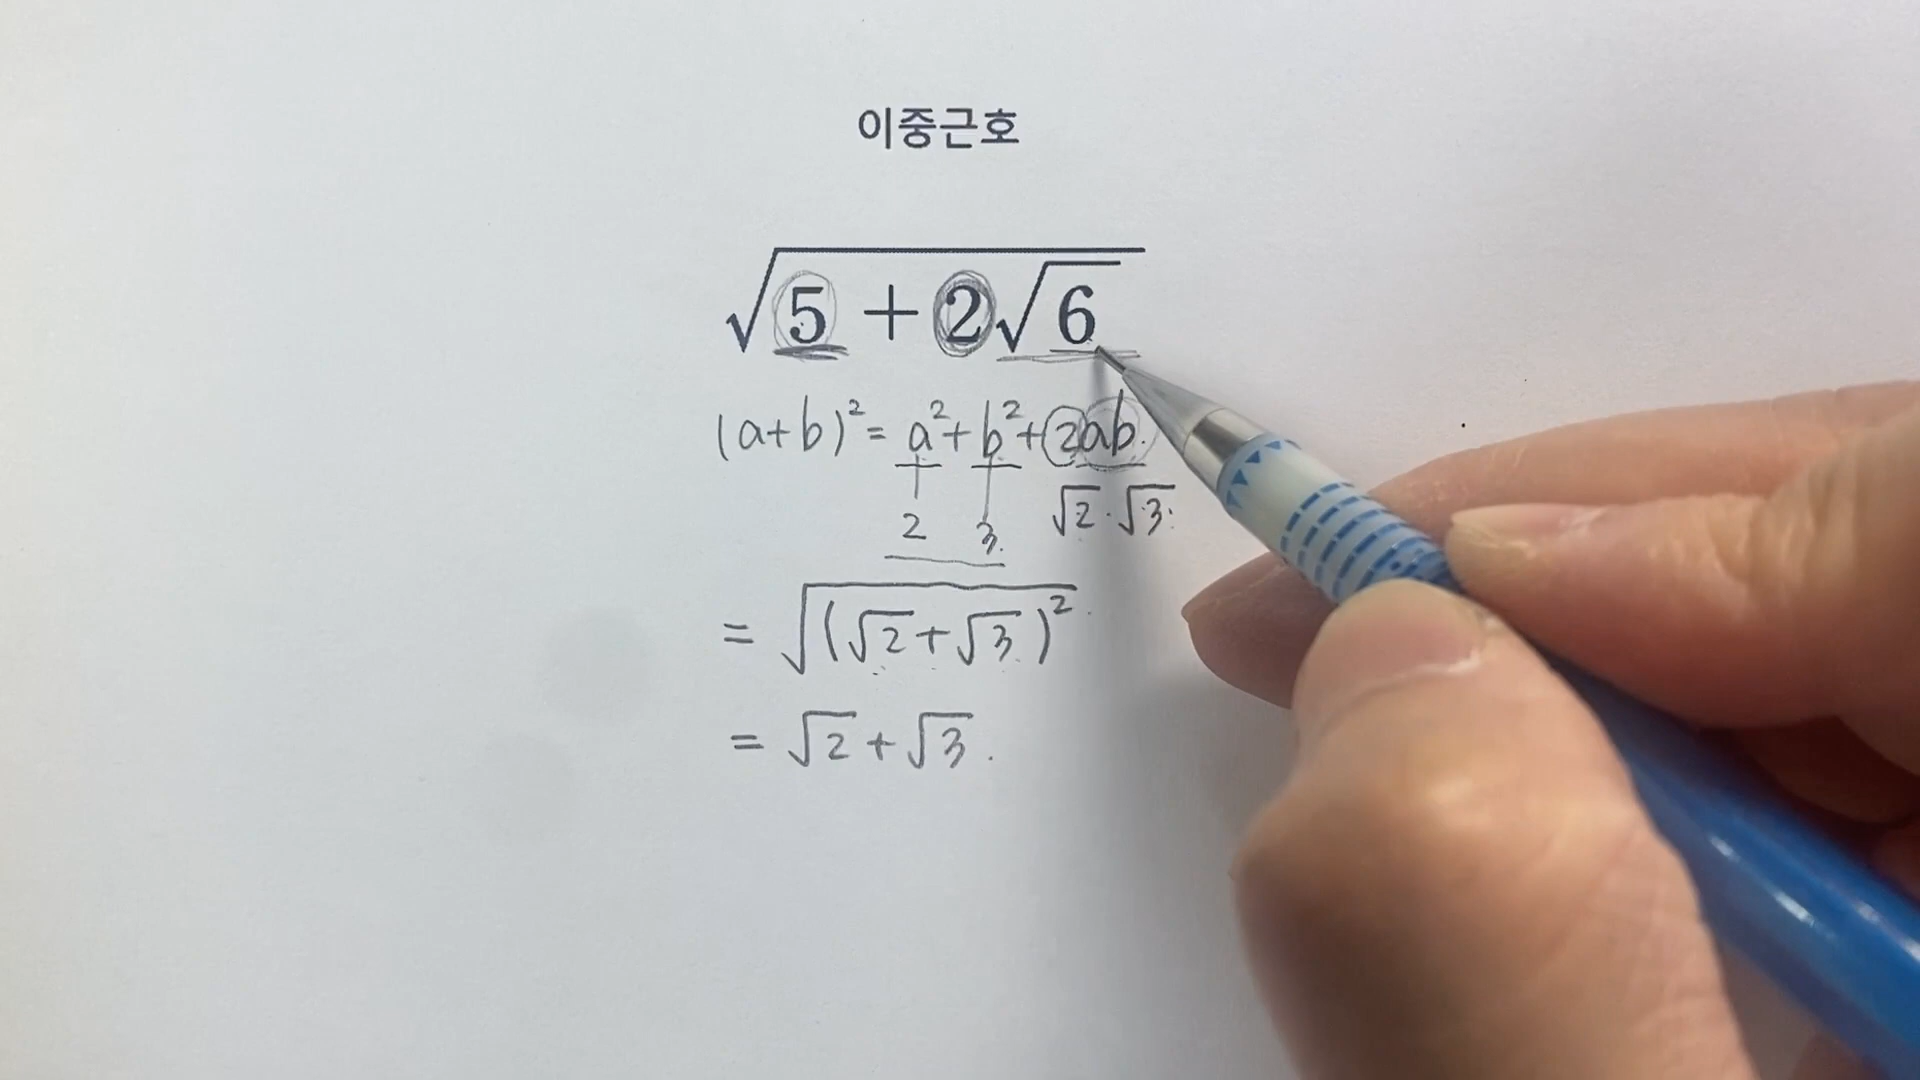 이중근호
√(5 + 2√6)
(a+b)² = a² + b² + 2ab.
2 3. √2 · √3.
= √((√2 + √3)²)
= √2 + √3.